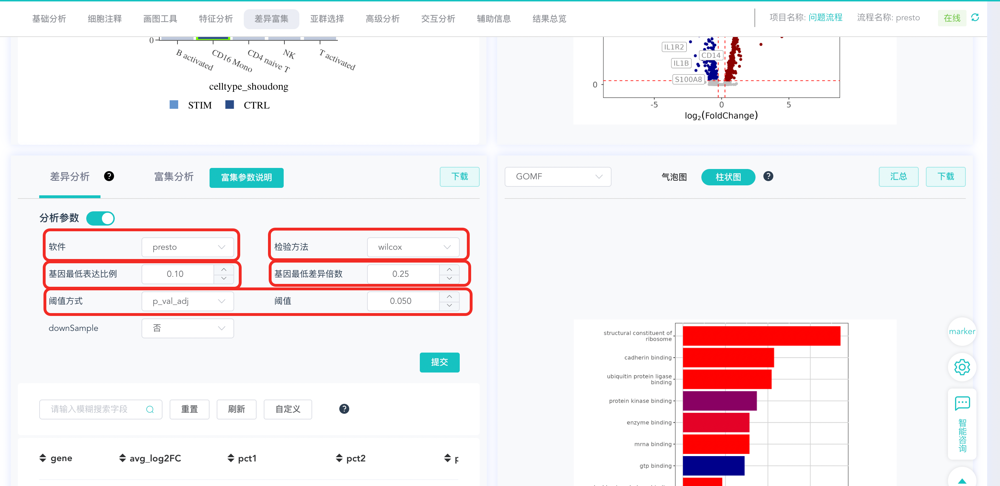 基础分析 细胞注释 画图工具 特征分析 差异富集 亚群选择 高级分析 交互分析 辅助信息 结果总览 项目名称: 问题流程 流程名称: presto 在线
0
B activated CD16 Mono CD4 naive T NK T activated
celltype_shoudong
STIM CTRL
IL1R2
CD14
IL1B
S100A8
0
-5 0 5
log₂(FoldChange)
差异分析 ? 富集分析 富集参数说明 下载
GOMF 气泡图 柱状图 ? 汇总 下载
分析参数
软件 presto 检验方法 wilcox
基因最低表达比例 0.10 基因最低差异倍数 0.25
阈值方式 p_val_adj 阈值 0.050
downSample 否
提交
请输入模糊搜索字段 重置 刷新 自定义 ?
gene avg_log2FC pct1 pct2
structural constituent of
ribosome
cadherin binding
ubiquitin protein ligase
binding
protein kinase binding
enzyme binding
mrna binding
gtp binding
marker
智能咨询